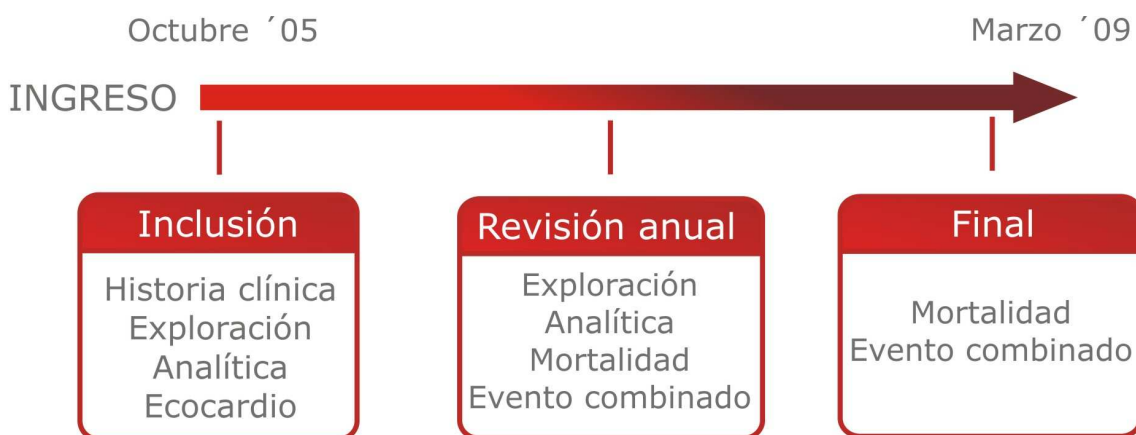 Octubre ´05
Marzo ´09
INGRESO
Inclusión
Historia clínica
Exploración
Analítica
Ecocardio
Revisión anual
Exploración
Analítica
Mortalidad
Evento combinado
Final
Mortalidad
Evento combinado